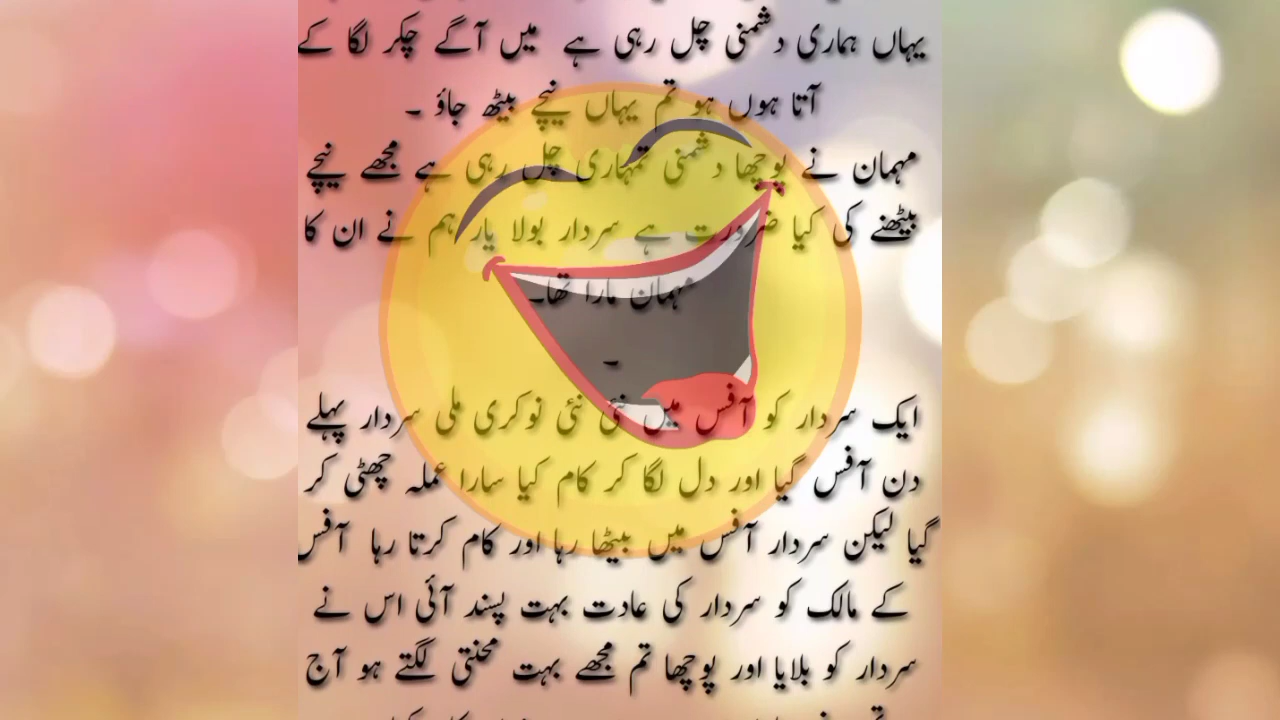 یہاں ہماری دشمنی چل رہی ہے میں آگے چکر لگا کے
آتا ہوں ہو تم یہاں نیچے بیٹھ جاؤ ۔
مہمان نے پوچھا دشمنی تمہاری چل رہی ہے مجھے نیچے
بیٹھنے کی کیا ضرورت ہے سردار بولا یار ہم نے ان کا
مہمان مارا تھا۔
۔
ایک سردار کو آفس میں نئی نئی نوکری ملی سردار پہلے
دن آفس گیا اور دل لگا کر کام کیا سارا عملہ چھٹی کر
گیا لیکن سردار آفس میں بیٹھا رہا اور کام کرتا رہا آفس
کے مالک کو سردار کی عادت بہت پسند آئی اس نے
سردار کو بلایا اور پوچھا تم مجھے بہت محنتی لگتے ہو آج